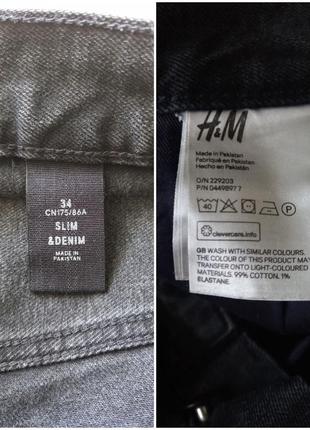 34
CN175/86A
SLIM
&DENIM
MADE IN
PAKISTAN
H&M
Made in Pakistan
Fabriqué en Pakistan
Hecho en Pakistán
O/N 229203
P/N 0449897 7
40
P
clevercare.info
GB WASH WITH SIMILAR COLOURS.
THE COLOUR OF THIS PRODUCT MAY
TRANSFER ONTO LIGHT-COLOURED
MATERIALS. 99% COTTON. 1%
ELASTANE.